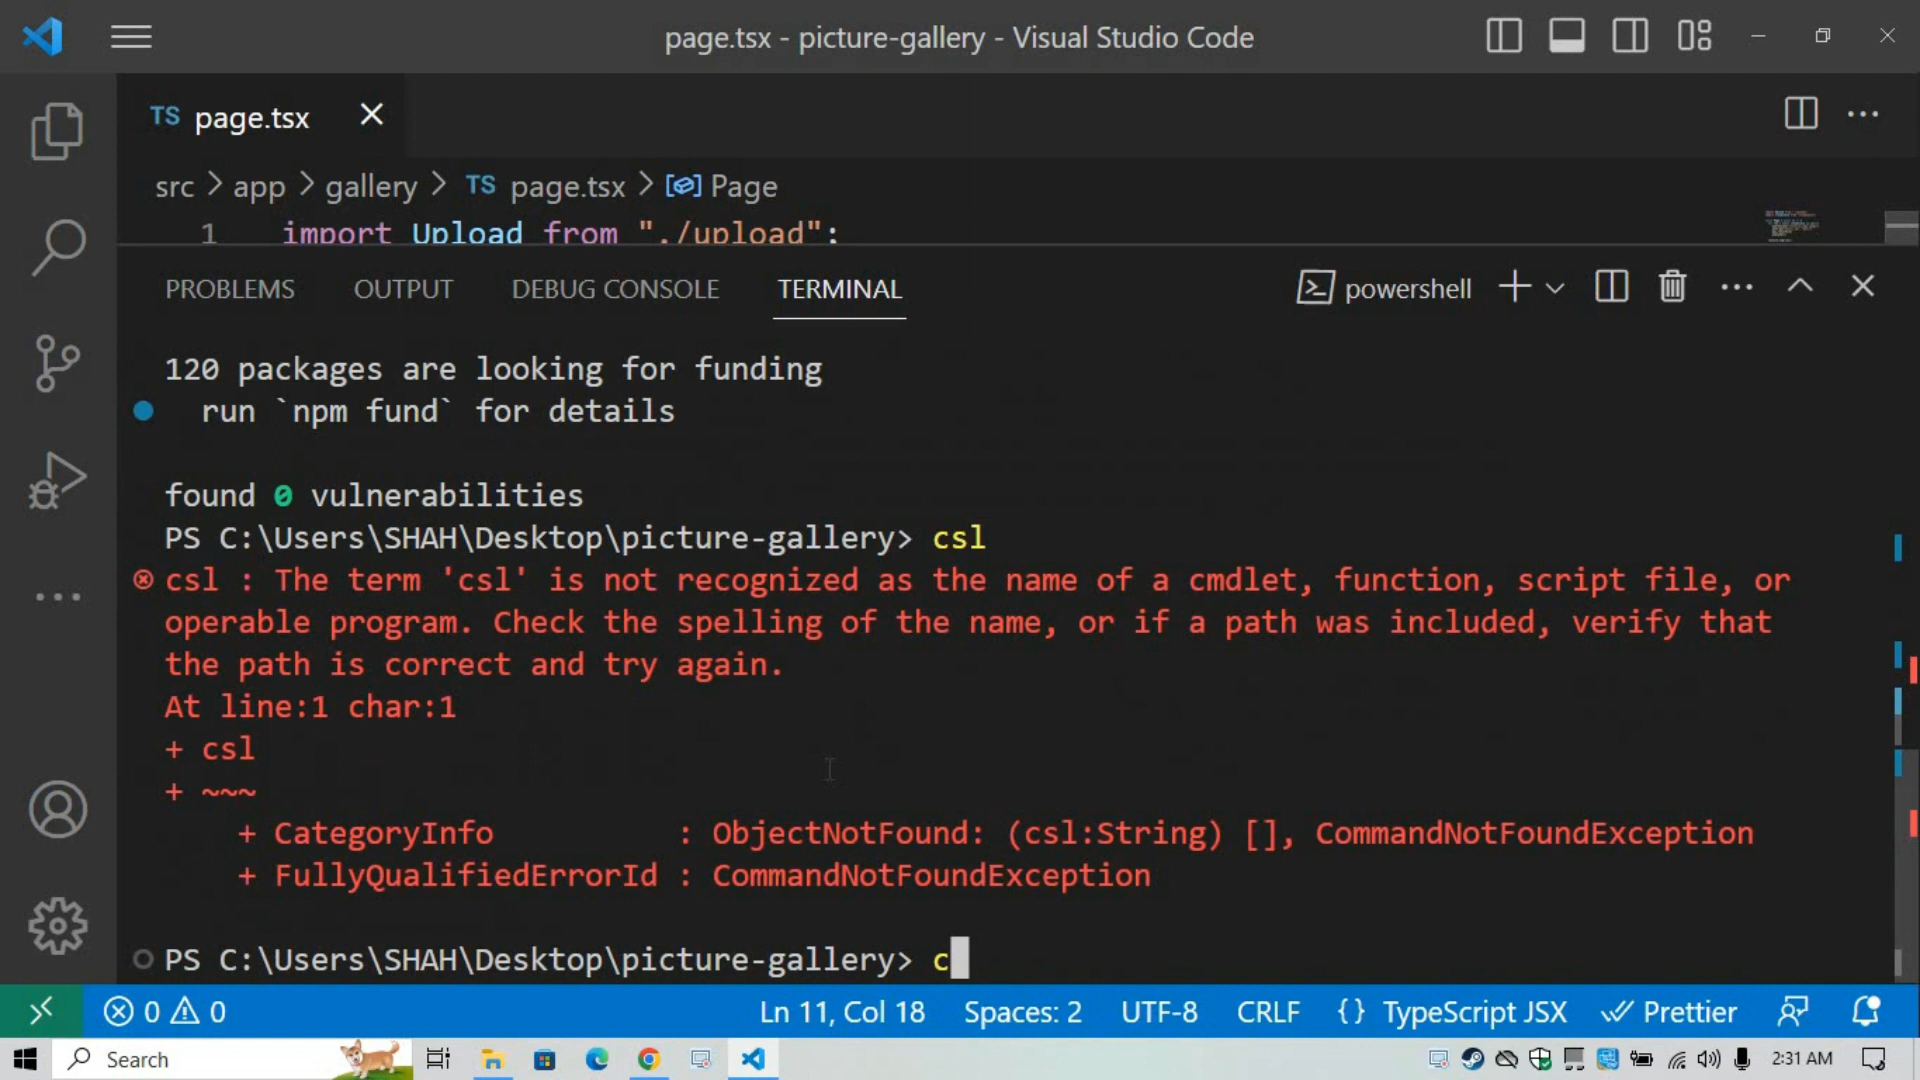 page.tsx - picture-gallery - Visual Studio Code
TS page.tsx
src > app > gallery > TS page.tsx > Page
1 import Upload from "./upload";
PROBLEMS OUTPUT DEBUG CONSOLE TERMINAL powershell
120 packages are looking for funding
run `npm fund` for details
found 0 vulnerabilities
PS C:\Users\SHAH\Desktop\picture-gallery> csl
csl : The term 'csl' is not recognized as the name of a cmdlet, function, script file, or
operable program. Check the spelling of the name, or if a path was included, verify that
the path is correct and try again.
At line:1 char:1
+ csl
+ ~~~
+ CategoryInfo : ObjectNotFound: (csl:String) [], CommandNotFoundException
+ FullyQualifiedErrorId : CommandNotFoundException
PS C:\Users\SHAH\Desktop\picture-gallery> c
0 0 Ln 11, Col 18 Spaces: 2 UTF-8 CRLF {} TypeScript JSX Prettier
Search 2:31 AM